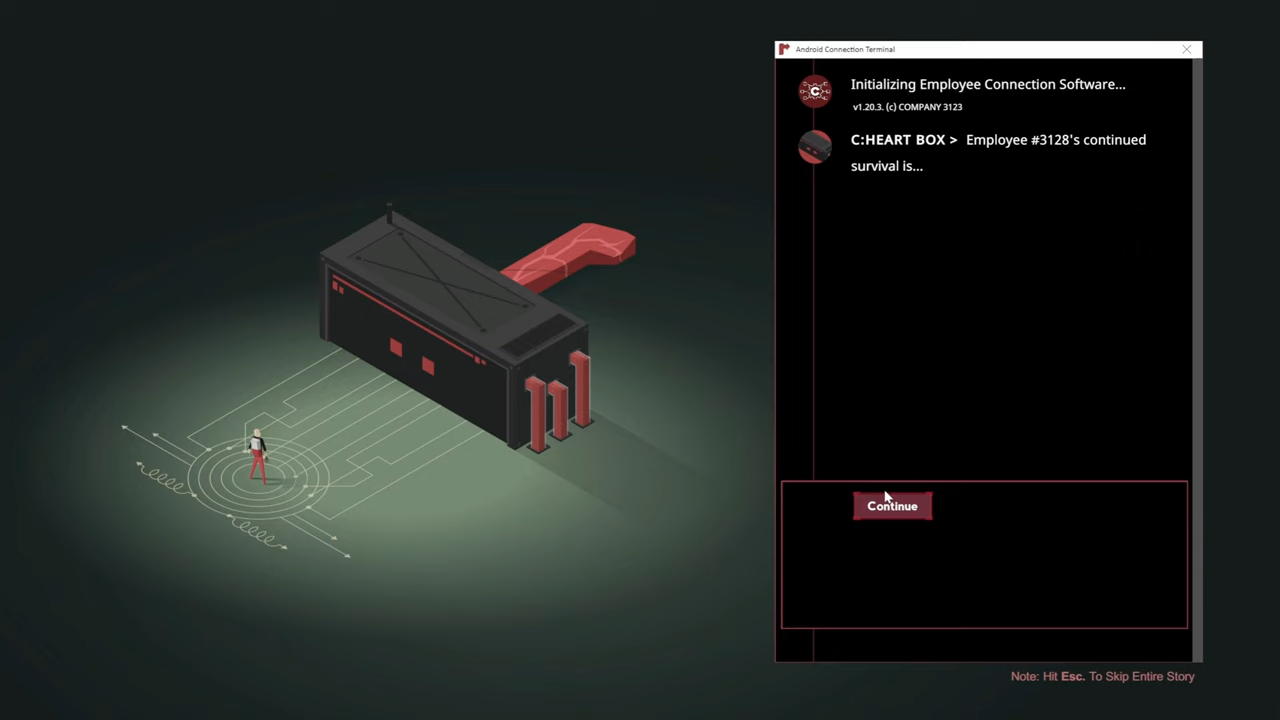 Android Connection Terminal
Initializing Employee Connection Software...
v1.20.3. (c) COMPANY 3123
C:HEART BOX > Employee #3128's continued
survival is...
Continue
Note: Hit Esc. To Skip Entire Story